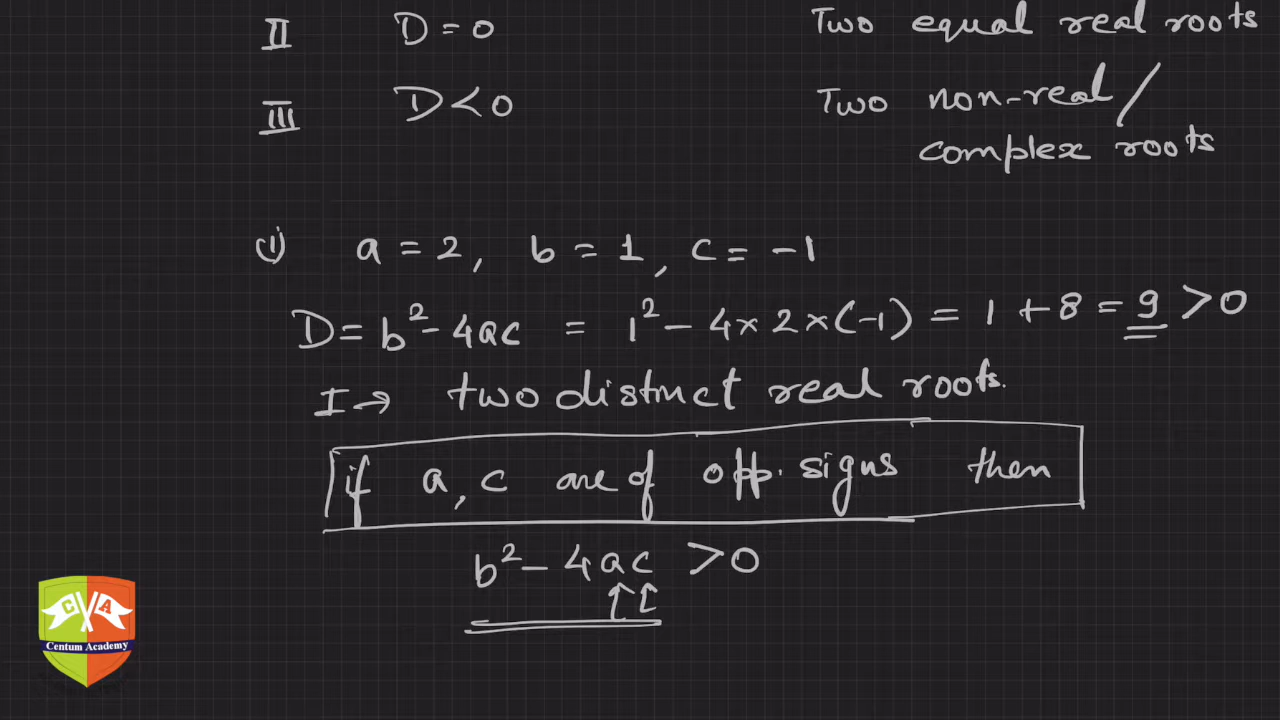 II D = 0 Two equal real roots
III D < 0 Two non-real/
complex roots
(i) a = 2, b = 1, c = -1
D = b² - 4ac = 1² - 4 × 2 × (-1) = 1 + 8 = 9 > 0
I → two distinct real roots.
if a, c are of opp. signs then
b² - 4ac > 0
↑ ↑
C A
Centum Academy